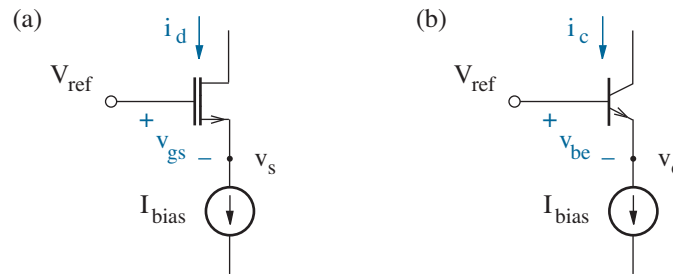 (a)
i_d
V_ref
+
v_gs
−
v_s
I_bias
(b)
i_c
V_ref
+
v_be
−
I_bias